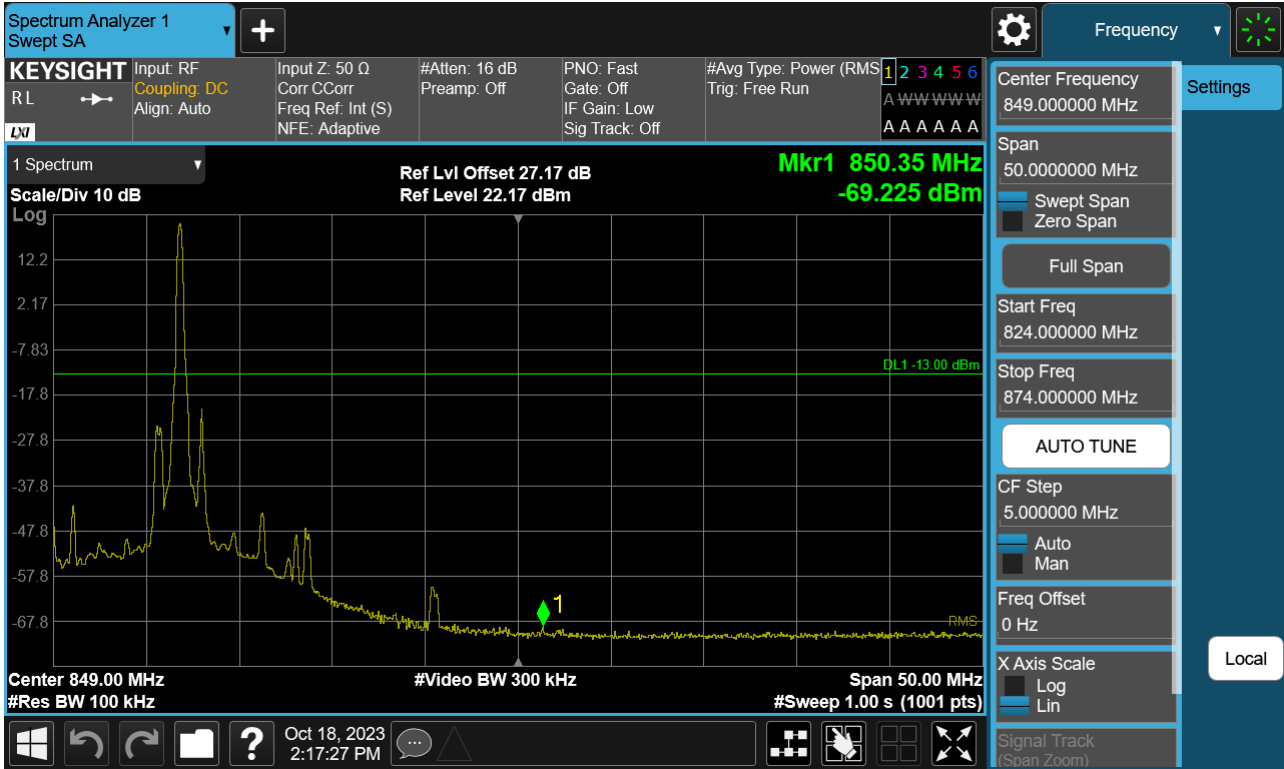 Spectrum Analyzer 1
Swept SA
+
Frequency
KEYSIGHT
R L
LXI
Input: RF
Coupling: DC
Align: Auto
Input Z: 50 Ω
Corr CCorr
Freq Ref: Int (S)
NFE: Adaptive
#Atten: 16 dB
Preamp: Off
PNO: Fast
Gate: Off
IF Gain: Low
Sig Track: Off
#Avg Type: Power (RMS
Trig: Free Run
1 2 3 4 5 6
A W W W W W
A A A A A A
1 Spectrum
Scale/Div 10 dB
Log
Ref Lvl Offset 27.17 dB
Ref Level 22.17 dBm
Mkr1 850.35 MHz
-69.225 dBm
12.2
2.17
-7.83
-17.8
-27.8
-37.8
-47.8
-57.8
-67.8
DL1 -13.00 dBm
1
RMS
Center 849.00 MHz
#Video BW 300 kHz
Span 50.00 MHz
#Res BW 100 kHz
#Sweep 1.00 s (1001 pts)
Center Frequency
849.000000 MHz
Span
50.0000000 MHz
Swept Span
Zero Span
Full Span
Start Freq
824.000000 MHz
Stop Freq
874.000000 MHz
AUTO TUNE
CF Step
5.000000 MHz
Auto
Man
Freq Offset
0 Hz
X Axis Scale
Log
Lin
Signal Track
(Span Zoom)
Settings
Local
?
Oct 18, 2023
2:17:27 PM